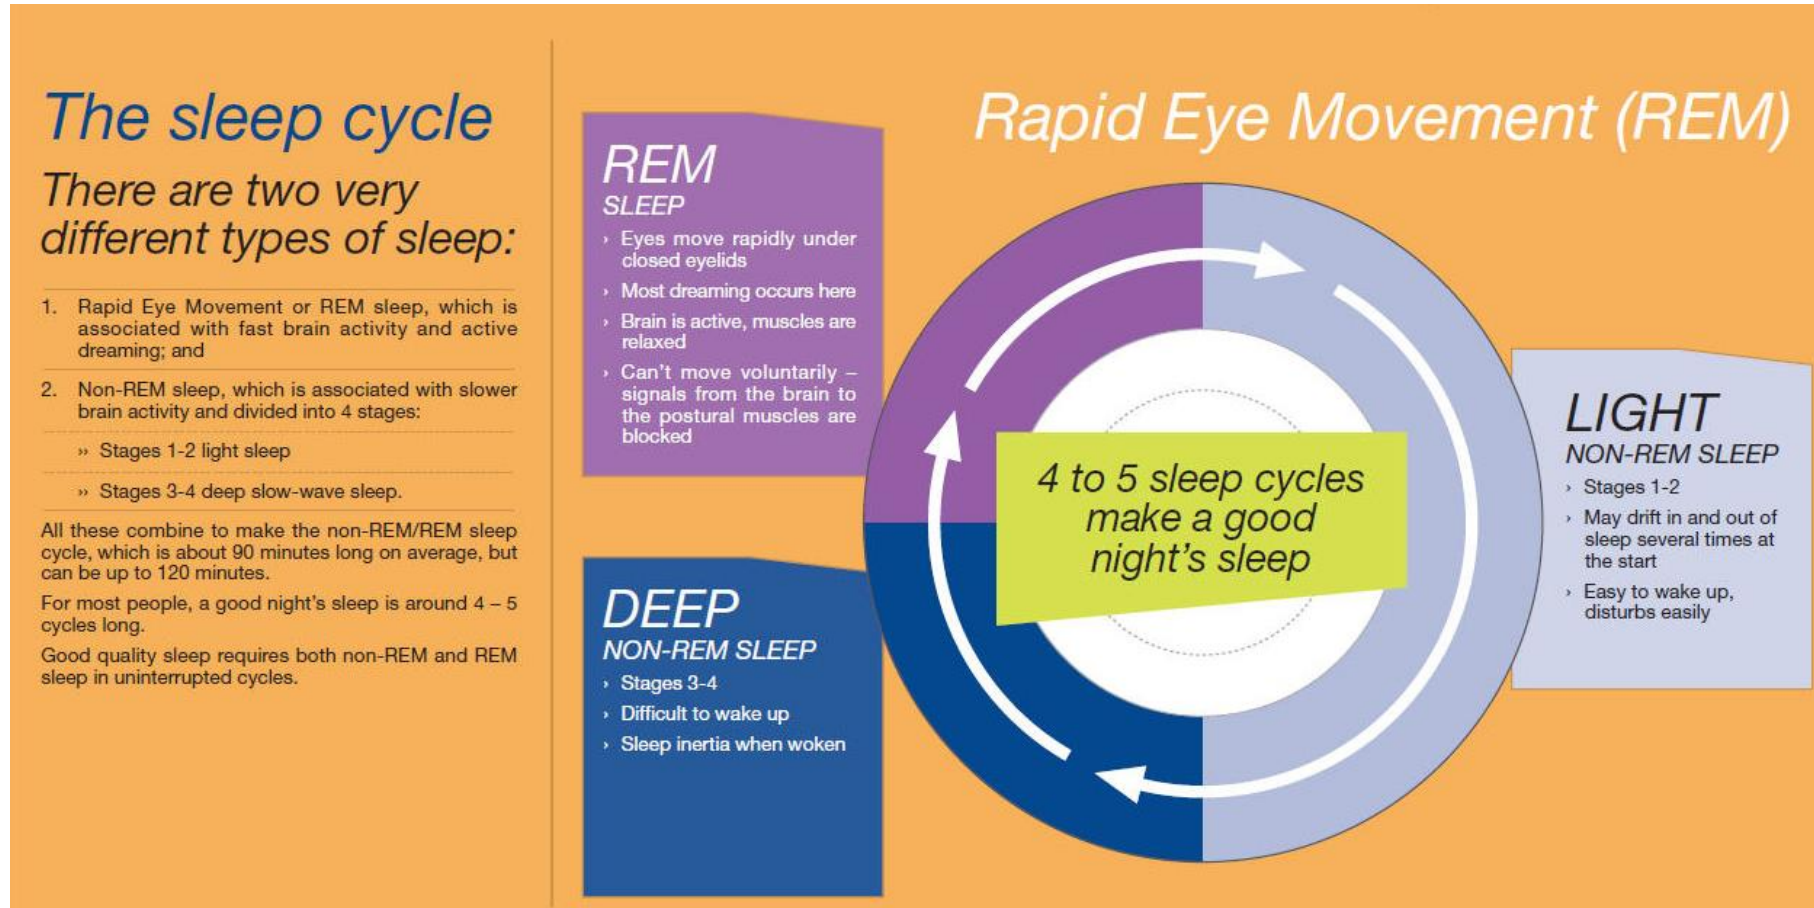 The sleep cycle
There are two very
different types of sleep:
1. Rapid Eye Movement or REM sleep, which is
associated with fast brain activity and active
dreaming; and
2. Non-REM sleep, which is associated with slower
brain activity and divided into 4 stages:
» Stages 1-2 light sleep
» Stages 3-4 deep slow-wave sleep.
All these combine to make the non-REM/REM sleep
cycle, which is about 90 minutes long on average, but
can be up to 120 minutes.
For most people, a good night's sleep is around 4 – 5
cycles long.
Good quality sleep requires both non-REM and REM
sleep in uninterrupted cycles.
Rapid Eye Movement (REM)
REM
SLEEP
› Eyes move rapidly under
closed eyelids
› Most dreaming occurs here
› Brain is active, muscles are
relaxed
› Can't move voluntarily –
signals from the brain to
the postural muscles are
blocked
DEEP
NON-REM SLEEP
› Stages 3-4
› Difficult to wake up
› Sleep inertia when woken
4 to 5 sleep cycles
make a good
night's sleep
LIGHT
NON-REM SLEEP
› Stages 1-2
› May drift in and out of
sleep several times at
the start
› Easy to wake up,
disturbs easily